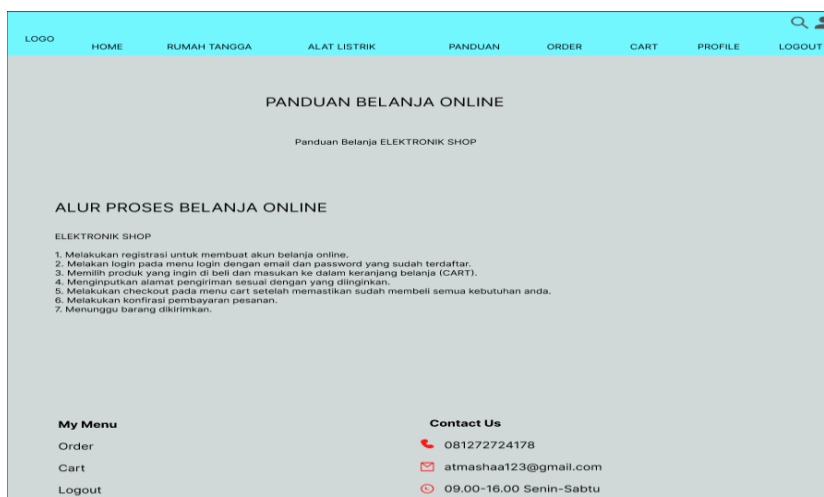 LOGO
HOME RUMAH TANGGA ALAT LISTRIK PANDUAN ORDER CART PROFILE LOGOUT
PANDUAN BELANJA ONLINE
Panduan Belanja ELEKTRONIK SHOP
ALUR PROSES BELANJA ONLINE
ELEKTRONIK SHOP
1. Melakukan registrasi untuk membuat akun belanja online.
2. Melakan login pada menu login dengan email dan password yang sudah terdaftar.
3. Memilih produk yang ingin di beli dan masukan ke dalam keranjang belanja (CART).
4. Menginputkan alamat pengiriman sesuai dengan yang diinginkan.
5. Melakukan checkout pada menu cart setelah memastikan sudah membeli semua kebutuhan anda.
6. Melakukan konfirasi pembayaran pesanan.
7. Menunggu barang dikirimkan.
My Menu
Order
Cart
Logout
Contact Us
081272724178
atmashaa123@gmail.com
09.00-16.00 Senin-Sabtu